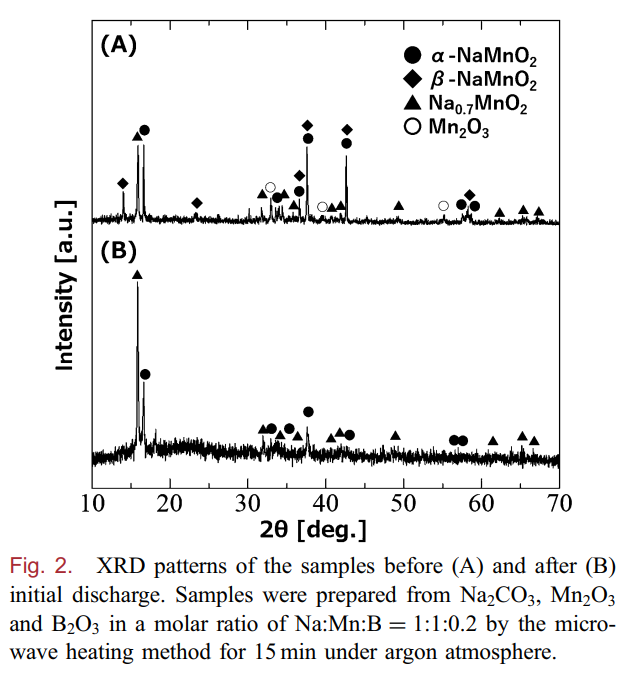 (A)
● α-NaMnO₂
◆ β-NaMnO₂
▲ Na₀.₇MnO₂
○ Mn₂O₃
(B)
Intensity [a.u.]
10 20 30 40 50 60 70
2θ [deg.]
Fig. 2. XRD patterns of the samples before (A) and after (B)
initial discharge. Samples were prepared from Na₂CO₃, Mn₂O₃
and B₂O₃ in a molar ratio of Na:Mn:B = 1:1:0.2 by the micro-
wave heating method for 15 min under argon atmosphere.